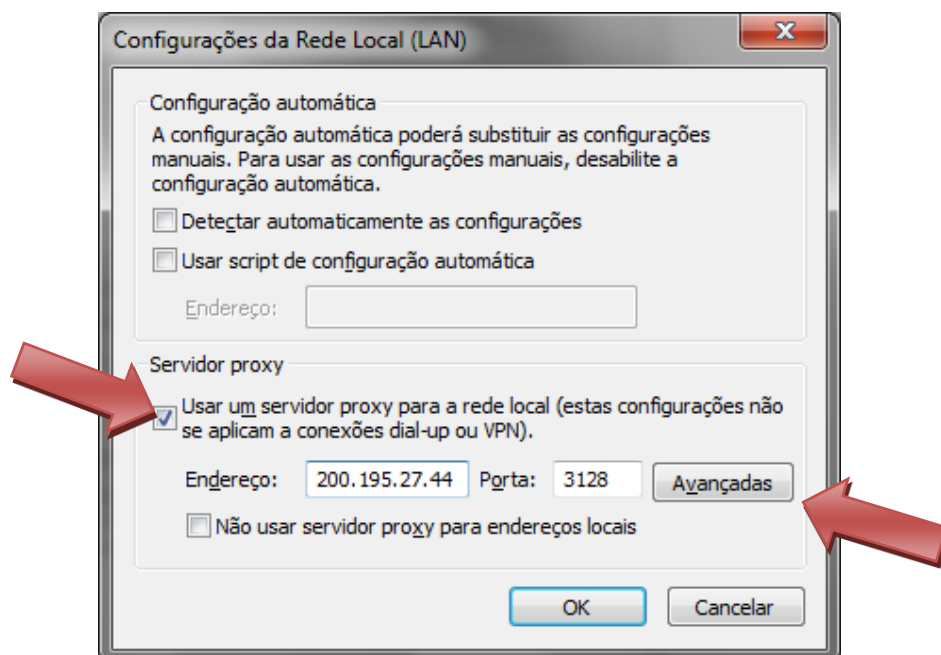 Configurações da Rede Local (LAN)
Configuração automática
A configuração automática poderá substituir as configurações
manuais. Para usar as configurações manuais, desabilite a
configuração automática.
Detectar automaticamente as configurações
Usar script de configuração automática
Endereço:
Servidor proxy
Usar um servidor proxy para a rede local (estas configurações não
se aplicam a conexões dial-up ou VPN).
Endereço: 200.195.27.44 Porta: 3128 Avançadas
Não usar servidor proxy para endereços locais
OK Cancelar